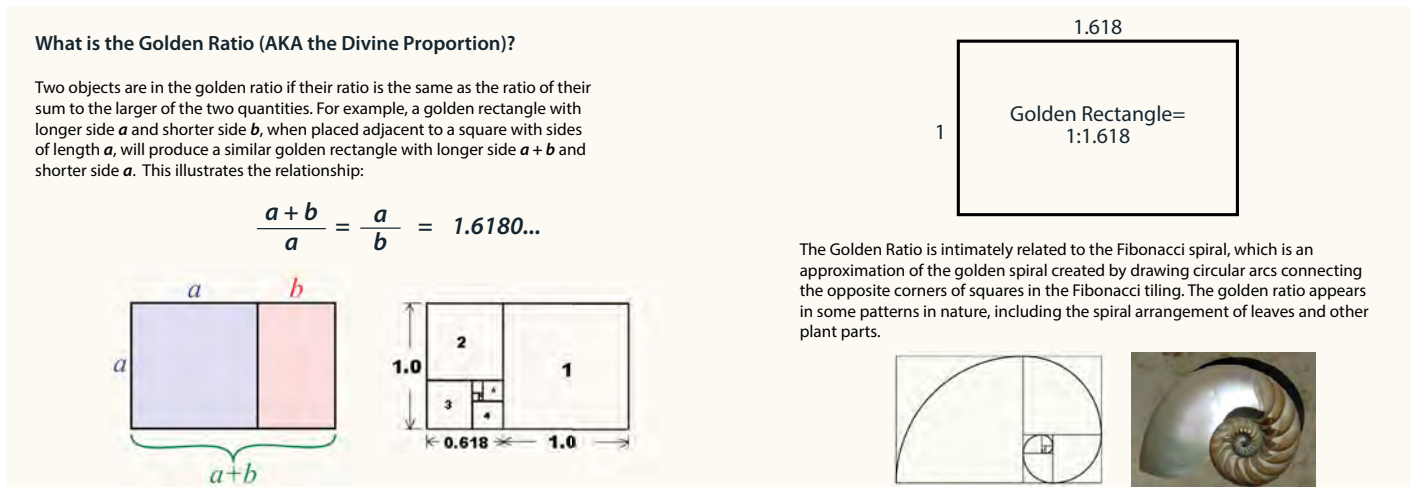 What is the Golden Ratio (AKA the Divine Proportion)?
Two objects are in the golden ratio if their ratio is the same as the ratio of their
sum to the larger of the two quantities. For example, a golden rectangle with
longer side a and shorter side b, when placed adjacent to a square with sides
of length a, will produce a similar golden rectangle with longer side a + b and
shorter side a. This illustrates the relationship:
a + b / a = a / b = 1.6180...
a b
a
a+b
2
1.0
1
3
4
0.618 1.0
1.618
1
Golden Rectangle=
1:1.618
The Golden Ratio is intimately related to the Fibonacci spiral, which is an
approximation of the golden spiral created by drawing circular arcs connecting
the opposite corners of squares in the Fibonacci tiling. The golden ratio appears
in some patterns in nature, including the spiral arrangement of leaves and other
plant parts.